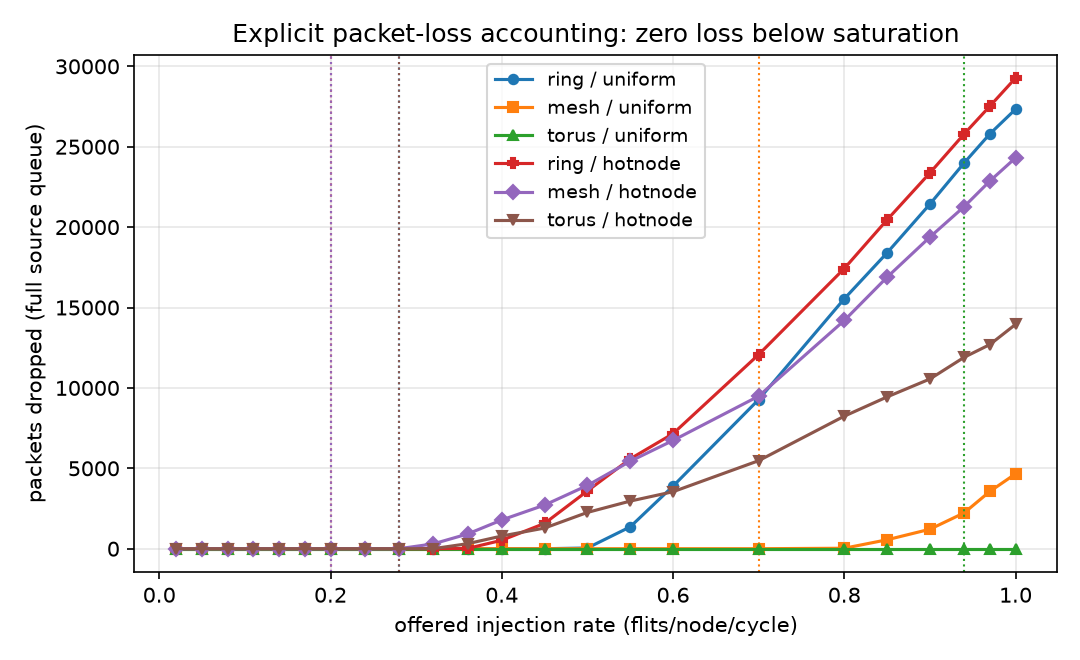 Explicit packet-loss accounting: zero loss below saturation
packets dropped (full source queue)
30000
25000
20000
15000
10000
5000
0
ring / uniform
mesh / uniform
torus / uniform
ring / hotnode
mesh / hotnode
torus / hotnode
0.0 0.2 0.4 0.6 0.8 1.0
offered injection rate (flits/node/cycle)